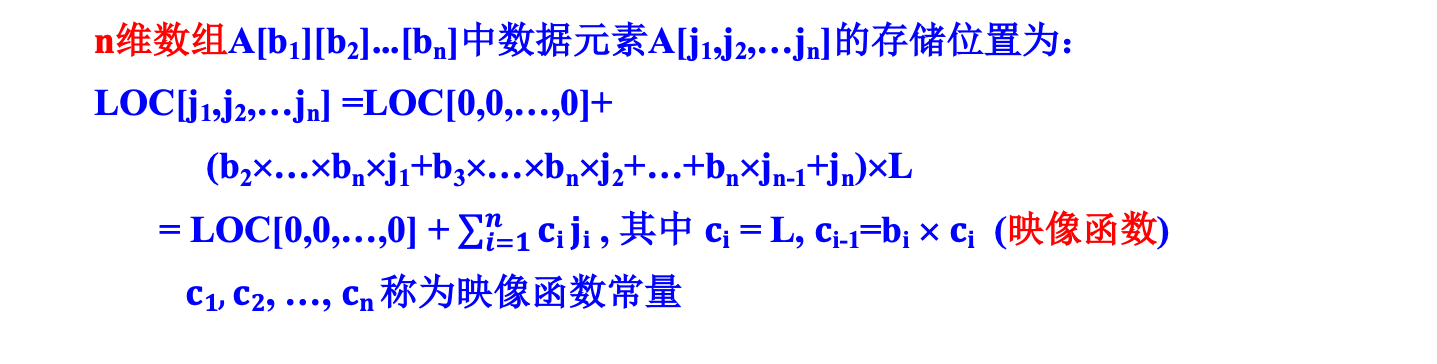 n维数组A[b₁][b₂]...[bₙ]中数据元素A[j₁,j₂,…jₙ]的存储位置为:
LOC[j₁,j₂,…jₙ] =LOC[0,0,…,0]+
(b₂×…×bₙ×j₁+b₃×…×bₙ×j₂+…+bₙ×jₙ₋₁+jₙ)×L
= LOC[0,0,…,0] + ∑ⁿᵢ₌₁ cᵢ jᵢ , 其中 cᵢ = L, cᵢ₋₁=bᵢ × cᵢ (映像函数)
c₁, c₂, …, cₙ 称为映像函数常量